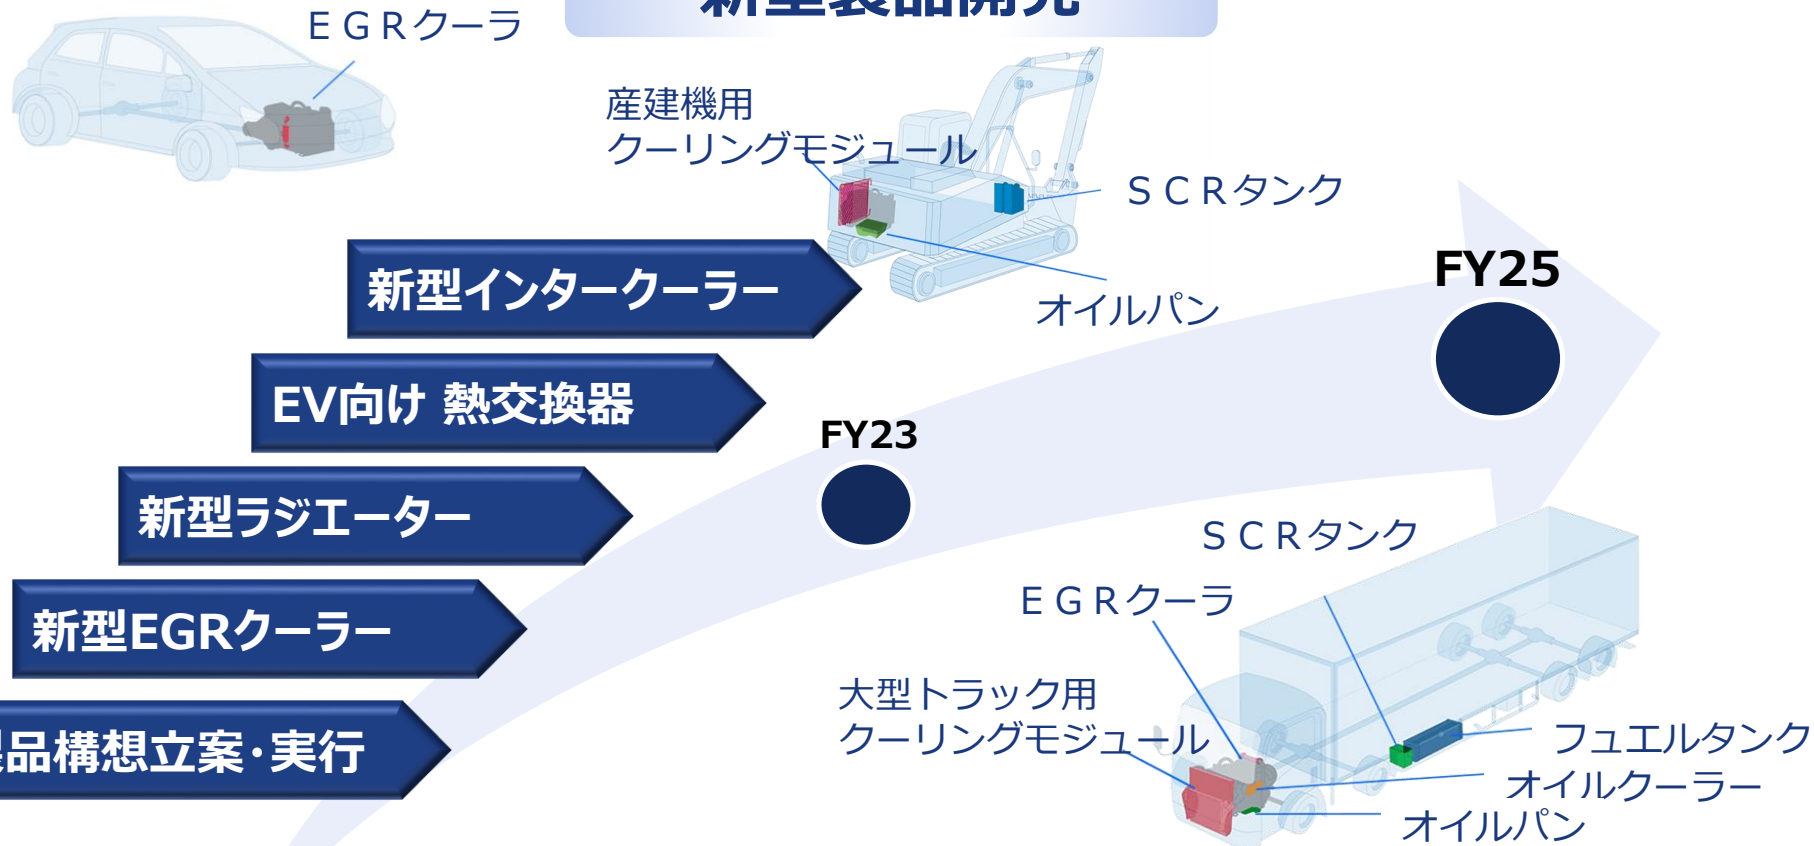 新型製品開発
ＥＧＲクーラ
産建機用
クーリングモジュール
ＳＣＲタンク
オイルパン
新型インタークーラー
EV向け 熱交換器
新型ラジエーター
新型EGRクーラー
品構想立案･実行
FY23
FY25
ＳＣＲタンク
ＥＧＲクーラ
大型トラック用
クーリングモジュール
フュエルタンク
オイルクーラー
オイルパン